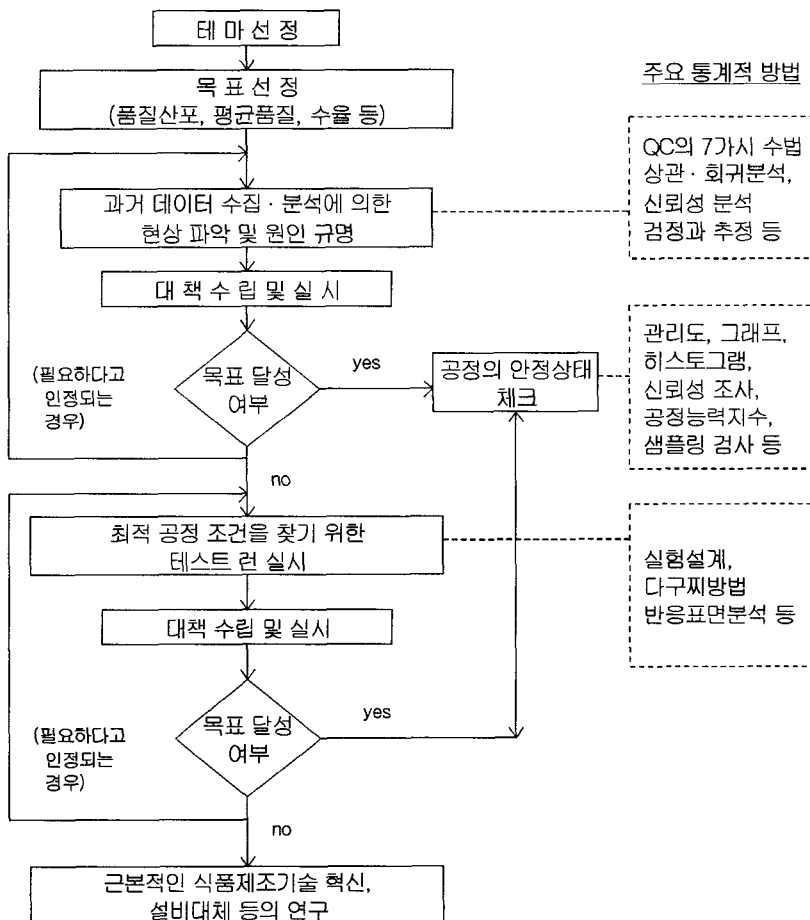 테 마 선 정
목 표 선 정
(품질산포, 평균품질, 수율 등)
주요 통계적 방법
과거 데이터 수집 · 분석에 의한
현상 파악 및 원인 규명
QC의 7가시 수법
상관 · 회귀분석,
신뢰성 분석
검정과 추정 등
대 책 수 립 및 실 시
목표 달성
여부
yes
(필요하다고
인정되는
경우)
no
공정의 안정상태
체크
관리도, 그래프,
히스토그램,
신뢰성 조사,
공정능력지수,
샘플링 검사 등
최적 공정 조건을 찾기 위한
테스트 런 실시
실험설계,
다구찌방법
반응표면분석 등
대책 수립 및 실시
목표 달성
여부
yes
(필요하다고
인정되는
경우)
no
근본적인 식품제조기술 혁신,
설비대체 등의 연구